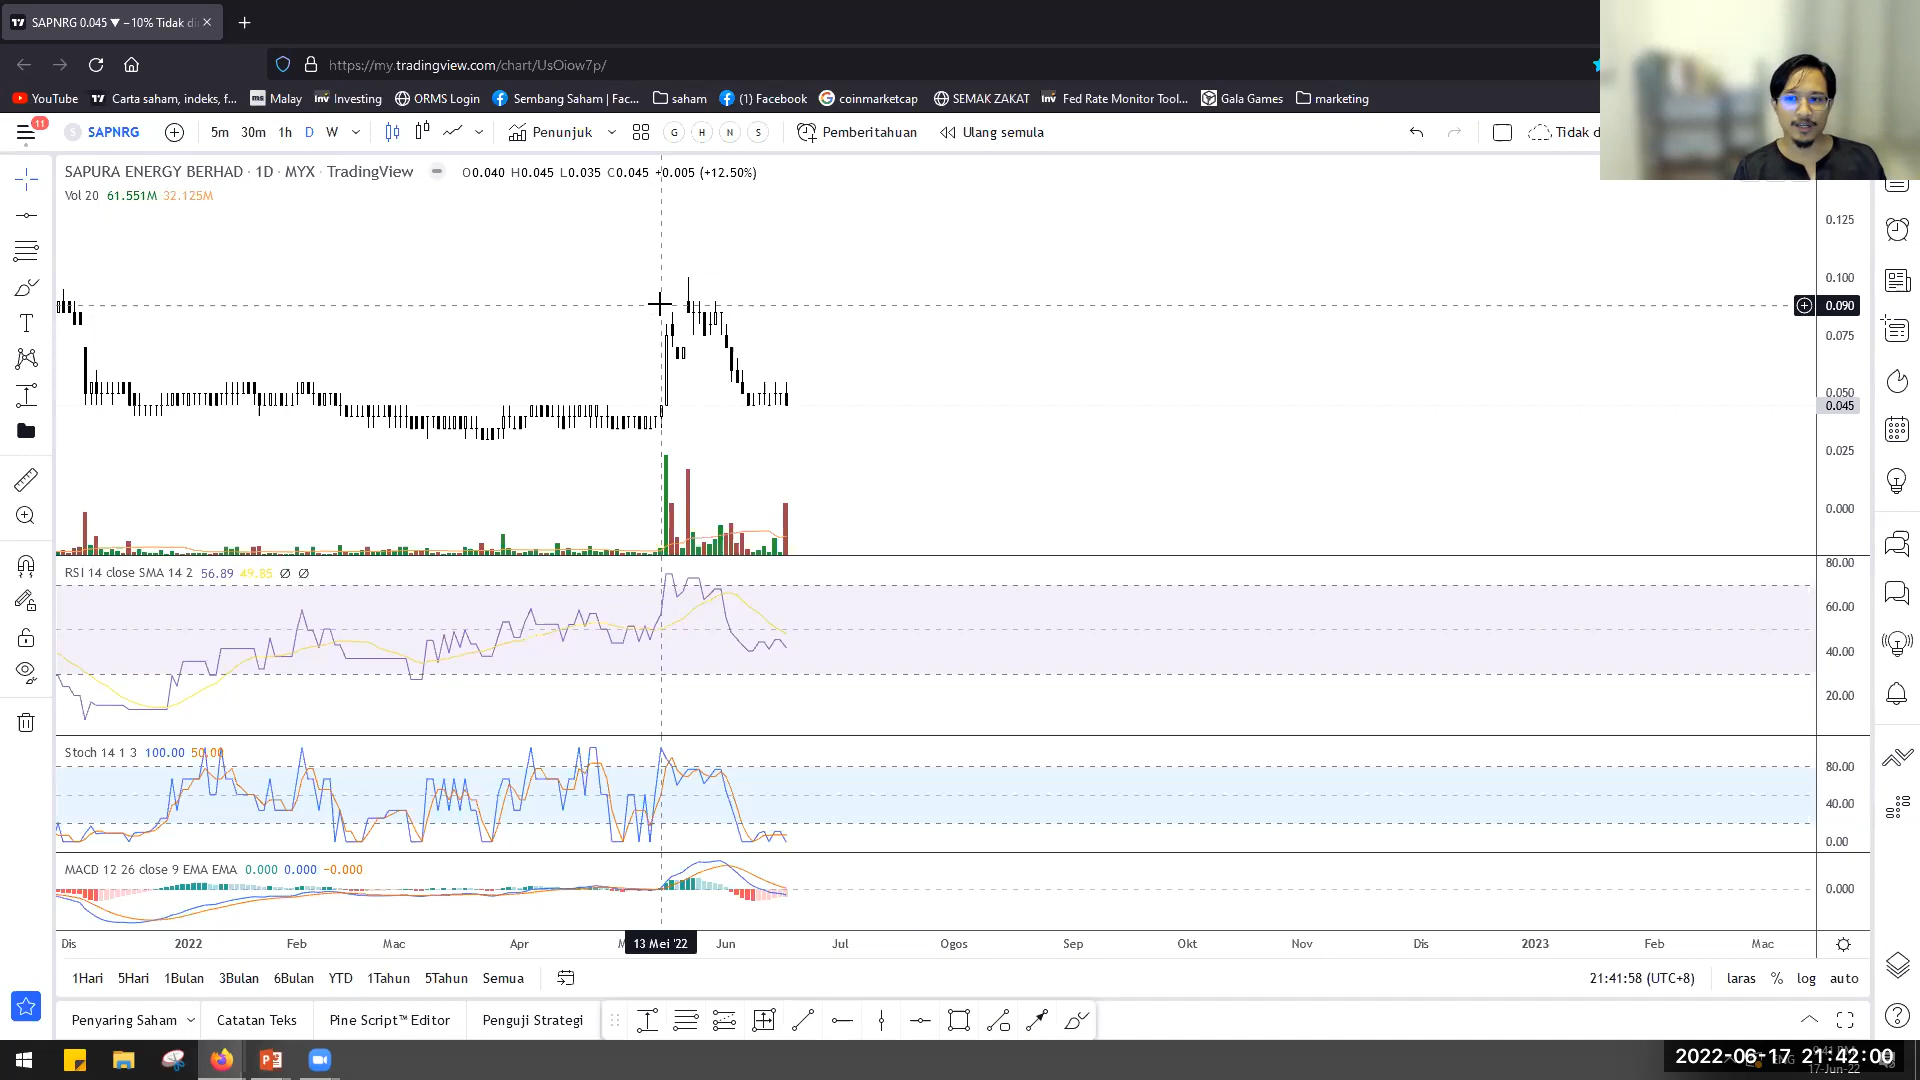 SAPNRG 0.045 ▼ −10% Tidak di
https://my.tradingview.com/chart/UsOiow7p/
YouTube Carta saham, indeks, f... Malay Investing ORMS Login Sembang Saham | Fac... saham (1) Facebook coinmarketcap SEMAK ZAKAT Fed Rate Monitor Tool... Gala Games marketing
11 SAPNRG 5m 30m 1h D W Penunjuk G H N S Pemberitahuan Ulang semula Tidak d
SAPURA ENERGY BERHAD · 1D · MYX · TradingView O0.040 H0.045 L0.035 C0.045 +0.005 (+12.50%)
Vol 20 61.551M 32.125M
0.125
0.100
0.090
0.075
0.050
0.045
0.025
0.000
RSI 14 close SMA 14 2 56.89 49.85 Ø Ø
80.00
60.00
40.00
20.00
Stoch 14 1 3 100.00 50.00
80.00
40.00
0.00
MACD 12 26 close 9 EMA EMA 0.000 0.000 −0.000
0.000
Dis 2022 Feb Mac Apr M 13 Mei '22 Jun Jul Ogos Sep Okt Nov Dis 2023 Feb Mac
1Hari 5Hari 1Bulan 3Bulan 6Bulan YTD 1Tahun 5Tahun Semua 21:41:58 (UTC+8) laras % log auto
Penyaring Saham Catatan Teks Pine Script™ Editor Penguji Strategi
2022-06-17 21:42:00
17-Jun-22